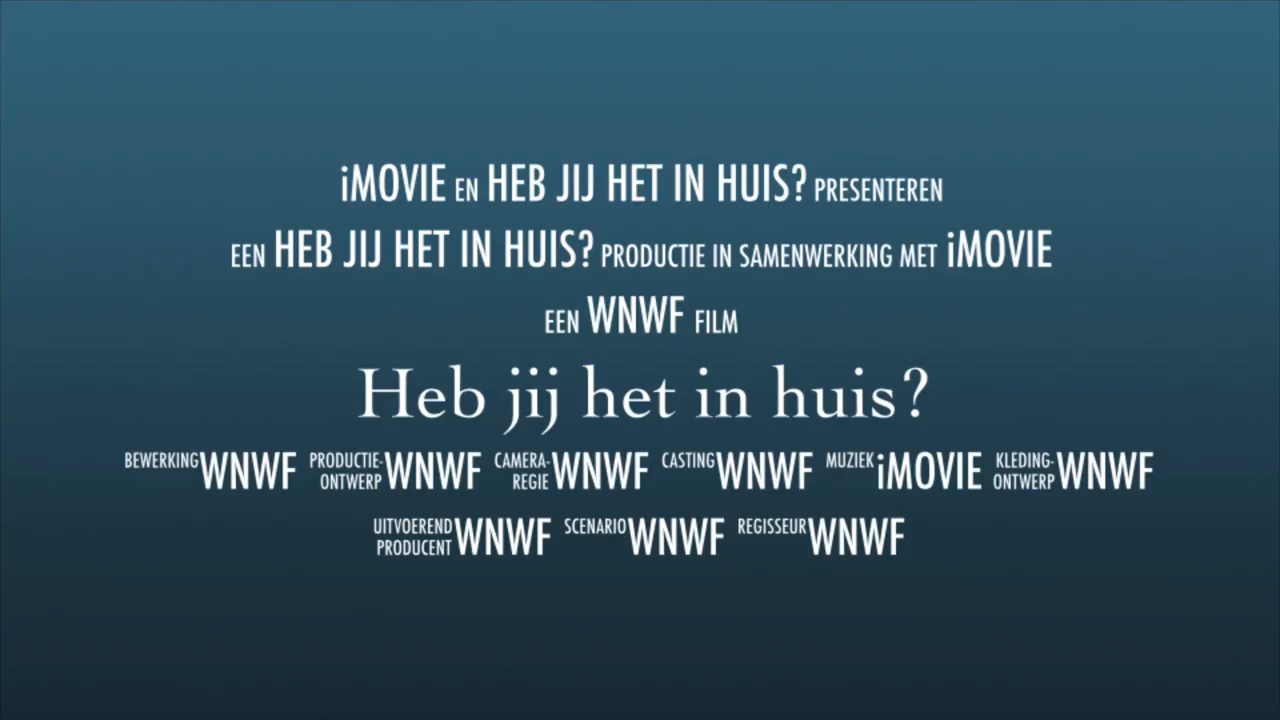 iMOVIE EN HEB JIJ HET IN HUIS? PRESENTEREN
EEN HEB JIJ HET IN HUIS? PRODUCTIE IN SAMENWERKING MET iMOVIE
EEN WNWF FILM
Heb jij het in huis?
BEWERKING WNWF PRODUCTIE-ONTWERP WNWF CAMERA-REGIE WNWF CASTING WNWF MUZIEK iMOVIE KLEDING-ONTWERP WNWF
UITVOEREND PRODUCENT WNWF SCENARIO WNWF REGISSEUR WNWF